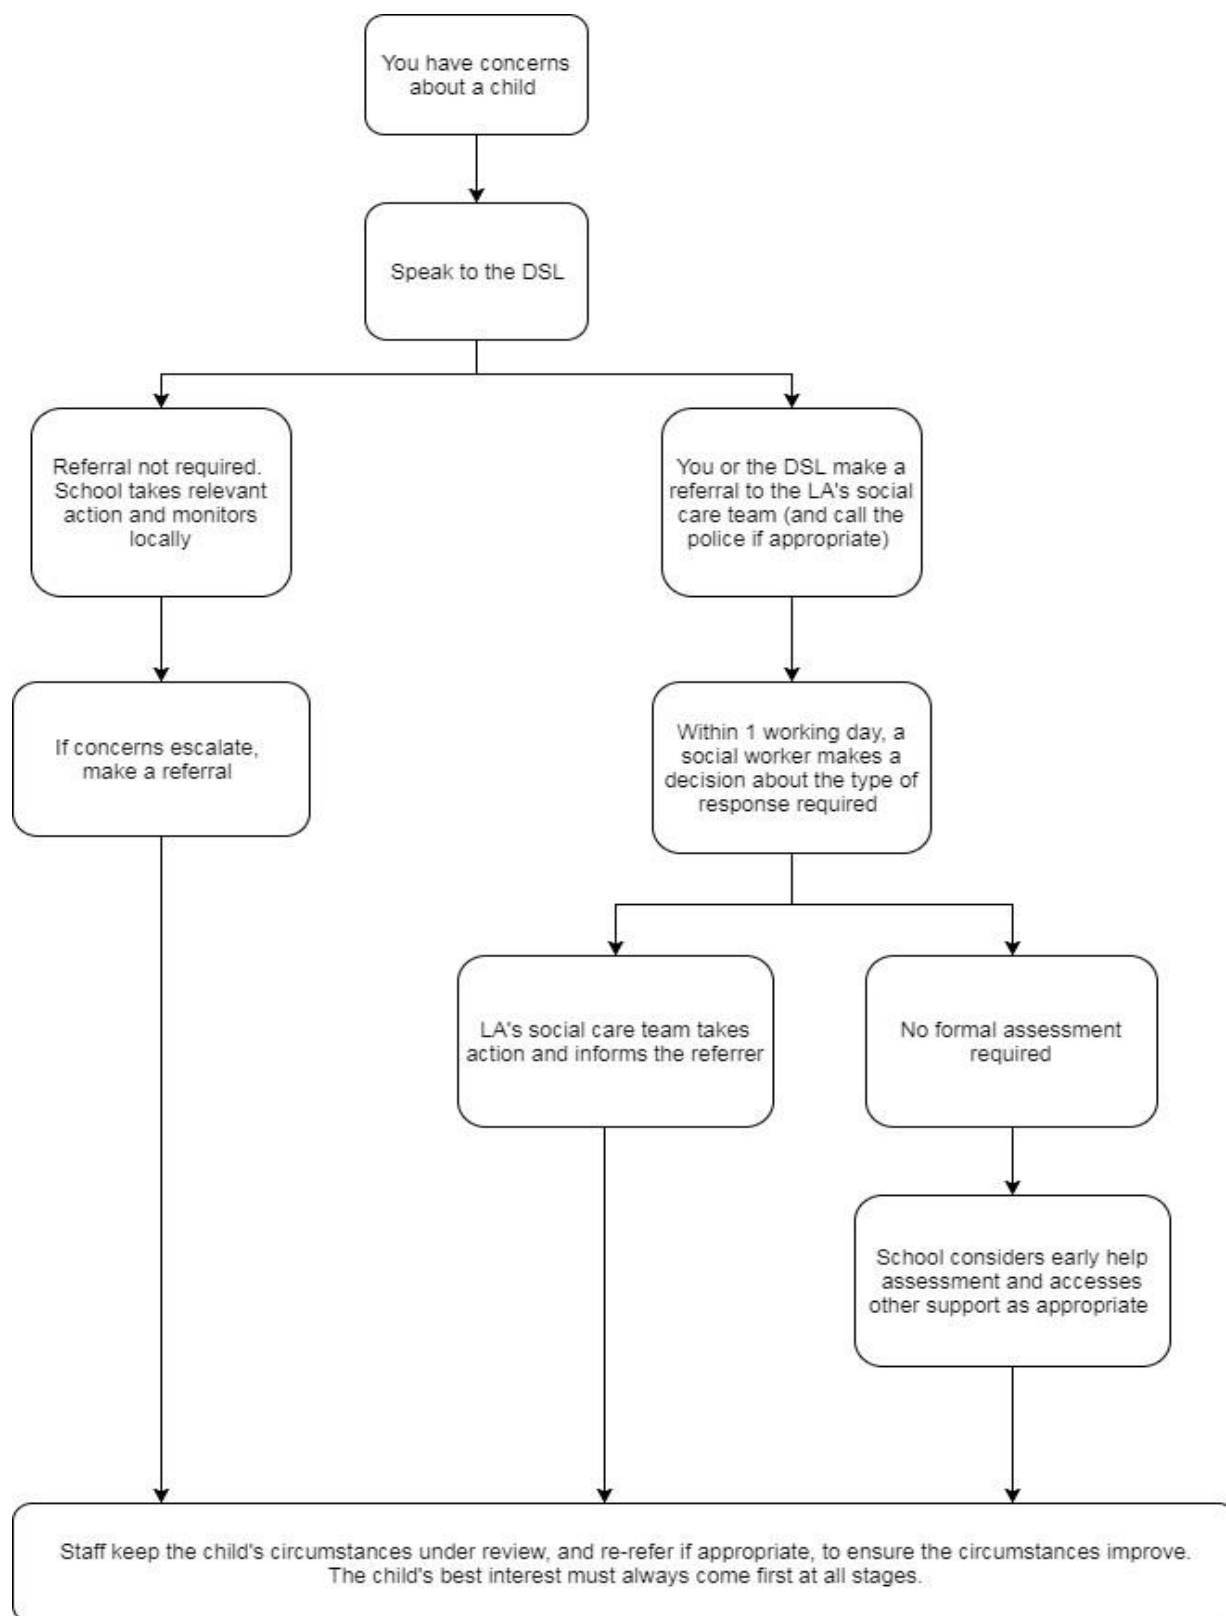 You have concerns
about a child
Speak to the DSL
Referral not required.
School takes relevant
action and monitors
locally
You or the DSL make a
referral to the LA's social
care team (and call the
police if appropriate)
If concerns escalate,
make a referral
Within 1 working day, a
social worker makes a
decision about the type of
response required
LA's social care team takes
action and informs the referrer
No formal assessment
required
School considers early help
assessment and accesses
other support as appropriate
Staff keep the child's circumstances under review, and re-refer if appropriate, to ensure the circumstances improve.
The child's best interest must always come first at all stages.